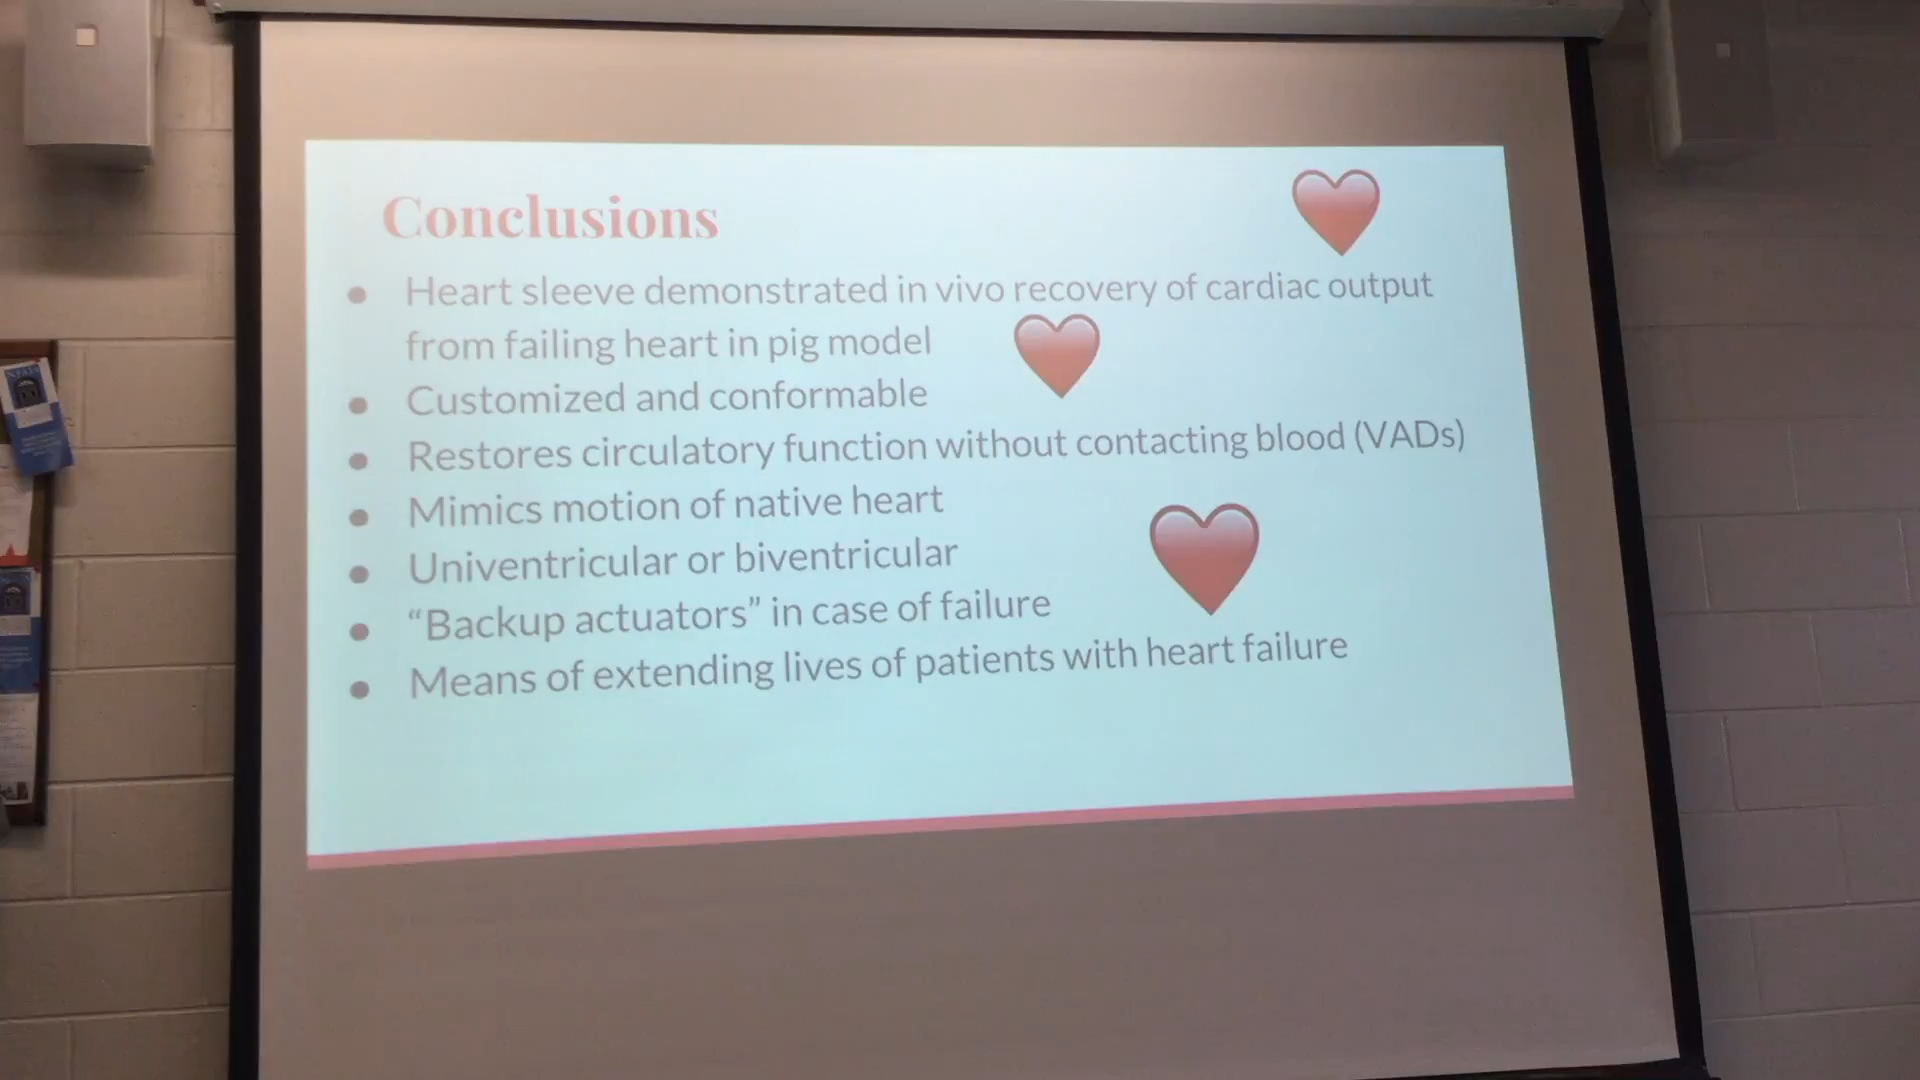 Conclusions
● Heart sleeve demonstrated in vivo recovery of cardiac output
from failing heart in pig model
● Customized and conformable
● Restores circulatory function without contacting blood (VADs)
● Mimics motion of native heart
● Univentricular or biventricular
● “Backup actuators” in case of failure
● Means of extending lives of patients with heart failure